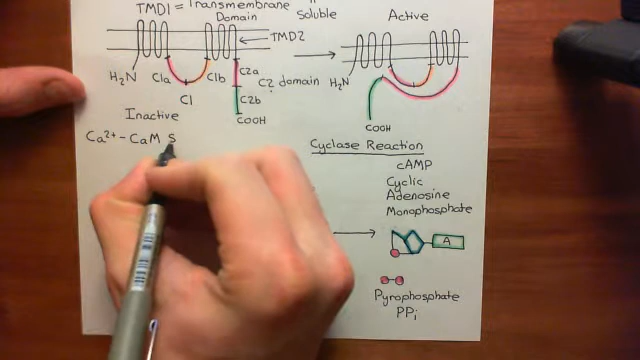 TMD1 = Transmembrane
Domain
Soluble
Active
TMD2
H₂N
C1a
C1b
C2a
C2 domain
H₂N
C1
C2b
COOH
Inactive
COOH
Ca²⁺-CaM S
Cyclase Reaction
cAMP
Cyclic
Adenosine
Monophosphate
A
Pyrophosphate
PPi